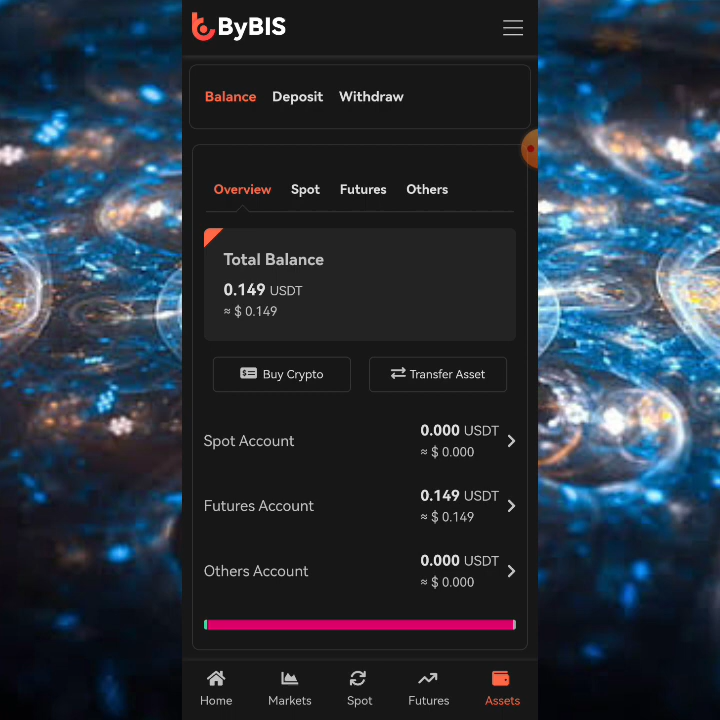 ByBIS
Balance Deposit Withdraw
Overview Spot Futures Others
Total Balance
0.149 USDT
≈ $ 0.149
Buy Crypto Transfer Asset
Spot Account 0.000 USDT
≈ $ 0.000
Futures Account 0.149 USDT
≈ $ 0.149
Others Account 0.000 USDT
≈ $ 0.000
Home Markets Spot Futures Assets